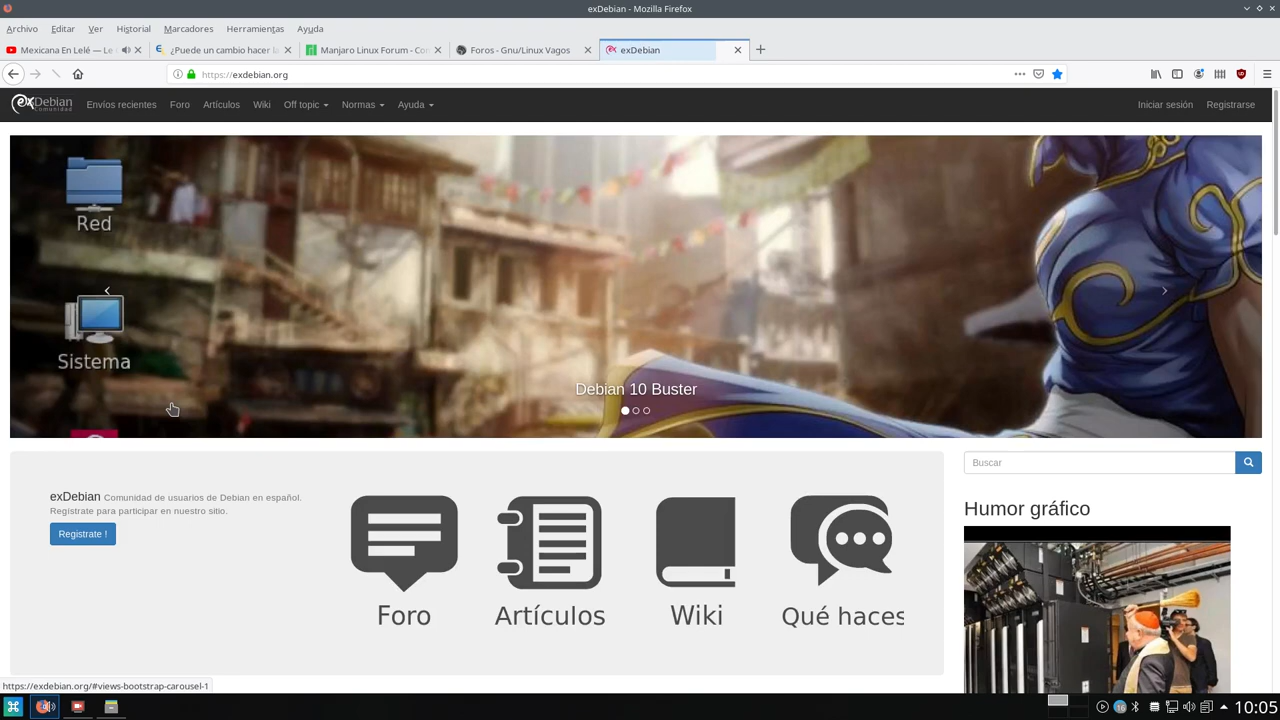 exDebian - Mozilla Firefox
Archivo Editar Ver Historial Marcadores Herramientas Ayuda
Mexicana En Lelé — Le
¿Puede un cambio hacer l
Manjaro Linux Forum - Co
Foros - Gnu/Linux Vagos
exDebian
https://exdebian.org
exDebian
Comunidad
Envíos recientes Foro Artículos Wiki Off topic Normas Ayuda Iniciar sesión Registrarse
Red
Sistema
Debian 10 Buster
exDebian Comunidad de usuarios de Debian en español.
Regístrate para participar en nuestro sitio.
Registrate !
Foro
Artículos
Wiki
Qué haces
Buscar
Humor gráfico
https://exdebian.org/#views-bootstrap-carousel-1
16
10:05